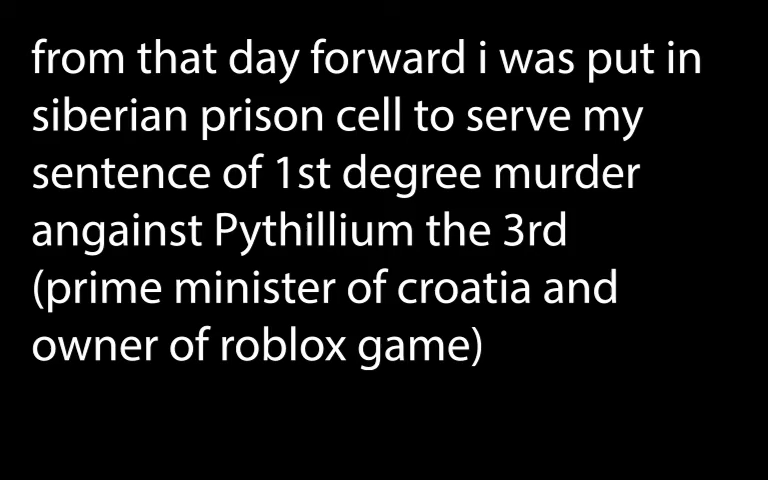 from that day forward i was put in
siberian prison cell to serve my
sentence of 1st degree murder
angainst Pythillium the 3rd
(prime minister of croatia and
owner of roblox game)